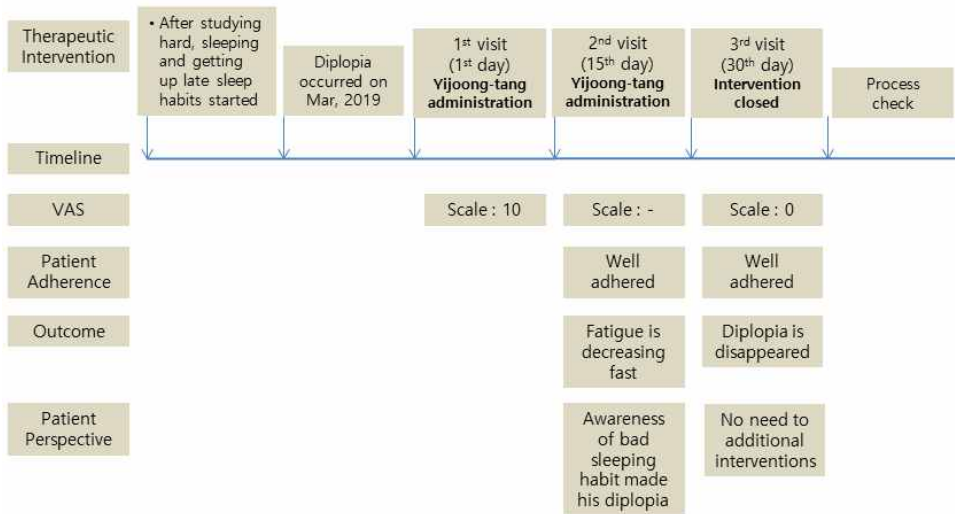 Therapeutic
Intervention
• After studying
hard, sleeping
and getting
up late sleep
habits started
Diplopia
occurred on
Mar, 2019
1st visit
(1st day)
Yijoong-tang
administration
2nd visit
(15th day)
Yijoong-tang
administration
3rd visit
(30th day)
Intervention
closed
Process
check
Timeline
VAS
Scale : 10
Scale : -
Scale : 0
Patient
Adherence
Well
adhered
Well
adhered
Outcome
Fatigue is
decreasing
fast
Diplopia is
disappeared
Patient
Perspective
Awareness
of bad
sleeping
habit made
his diplopia
No need to
additional
interventions